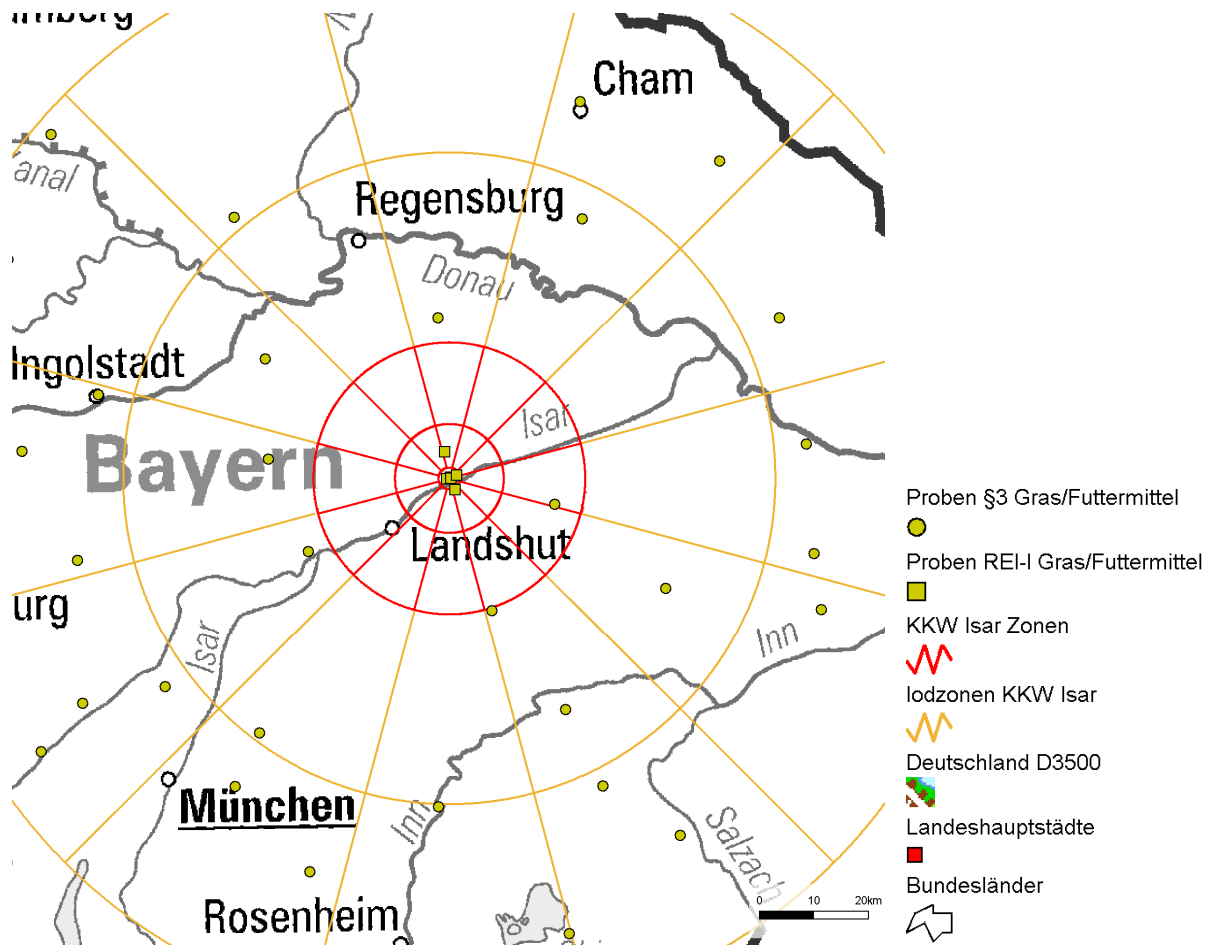 Cham
anal
Regensburg
Donau
Ingolstadt
Isar
Bayern
Landshut
urg
Isar
Inn
München
Inn
Salzach
Rosenheim
0 10 20km
Proben §3 Gras/Futtermittel
Proben REI-I Gras/Futtermittel
KKW Isar Zonen
Iodzonen KKW Isar
Deutschland D3500
Landeshauptstädte
Bundesländer